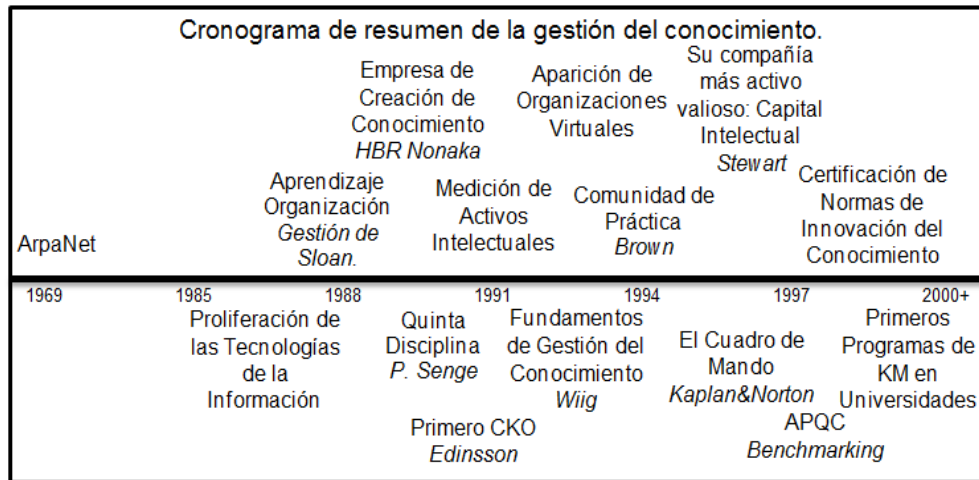 Cronograma de resumen de la gestión del conocimiento.
Empresa de
Creación de
Conocimiento
HBR Nonaka
Aparición de
Organizaciones
Virtuales
Su compañía
más activo
valioso: Capital
Intelectual
Stewart
ArpaNet
Aprendizaje
Organización
Gestión de
Sloan.
Medición de
Activos
Intelectuales
Comunidad de
Práctica
Brown
Certificación de
Normas de
Innovación del
Conocimiento
1969 1985 1988 1991 1994 1997 2000+
Proliferación de
las Tecnologías
de la
Información
Quinta
Disciplina
P. Senge
Fundamentos
de Gestión del
Conocimiento
Wiig
El Cuadro de
Mando
Kaplan&Norton
Primeros
Programas de
KM en
Universidades
Primero CKO
Edinsson
APQC
Benchmarking